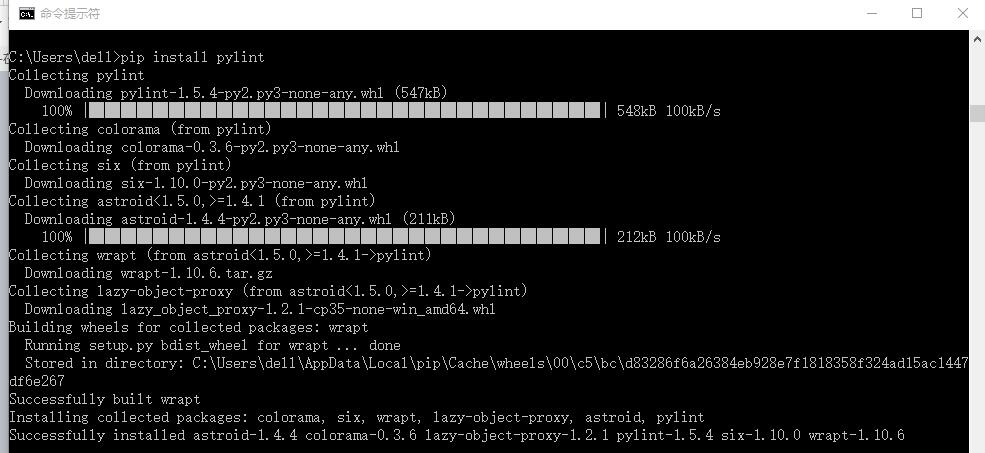 命令提示符
C:\Users\dell>pip install pylint
Collecting pylint
Downloading pylint-1.5.4-py2.py3-none-any.whl (547kB)
100% |████████████████████████████████| 548kB 100kB/s
Collecting colorama (from pylint)
Downloading colorama-0.3.6-py2.py3-none-any.whl
Collecting six (from pylint)
Downloading six-1.10.0-py2.py3-none-any.whl
Collecting astroid<1.5.0,>=1.4.1 (from pylint)
Downloading astroid-1.4.4-py2.py3-none-any.whl (211kB)
100% |████████████████████████████████| 212kB 100kB/s
Collecting wrapt (from astroid<1.5.0,>=1.4.1->pylint)
Downloading wrapt-1.10.6.tar.gz
Collecting lazy-object-proxy (from astroid<1.5.0,>=1.4.1->pylint)
Downloading lazy_object_proxy-1.2.1-cp35-none-win_amd64.whl
Building wheels for collected packages: wrapt
Running setup.py bdist_wheel for wrapt ... done
Stored in directory: C:\Users\dell\AppData\Local\pip\Cache\wheels\00\c5\bc\d83286f6a26384eb928e7f1818358f324ad15ac1447
df6e267
Successfully built wrapt
Installing collected packages: colorama, six, wrapt, lazy-object-proxy, astroid, pylint
Successfully installed astroid-1.4.4 colorama-0.3.6 lazy-object-proxy-1.2.1 pylint-1.5.4 six-1.10.0 wrapt-1.10.6